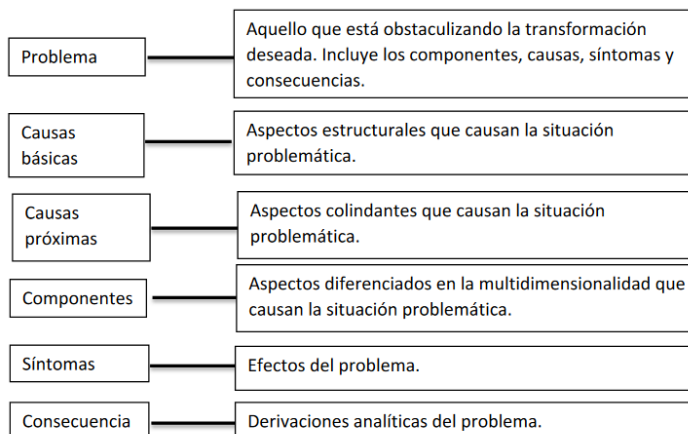 Problema
Aquello que está obstaculizando la transformación
deseada. Incluye los componentes, causas, síntomas y
consecuencias.
Causas
básicas
Aspectos estructurales que causan la situación
problemática.
Causas
próximas
Aspectos colindantes que causan la situación
problemática.
Componentes
Aspectos diferenciados en la multidimensionalidad que
causan la situación problemática.
Síntomas
Efectos del problema.
Consecuencia
Derivaciones analíticas del problema.